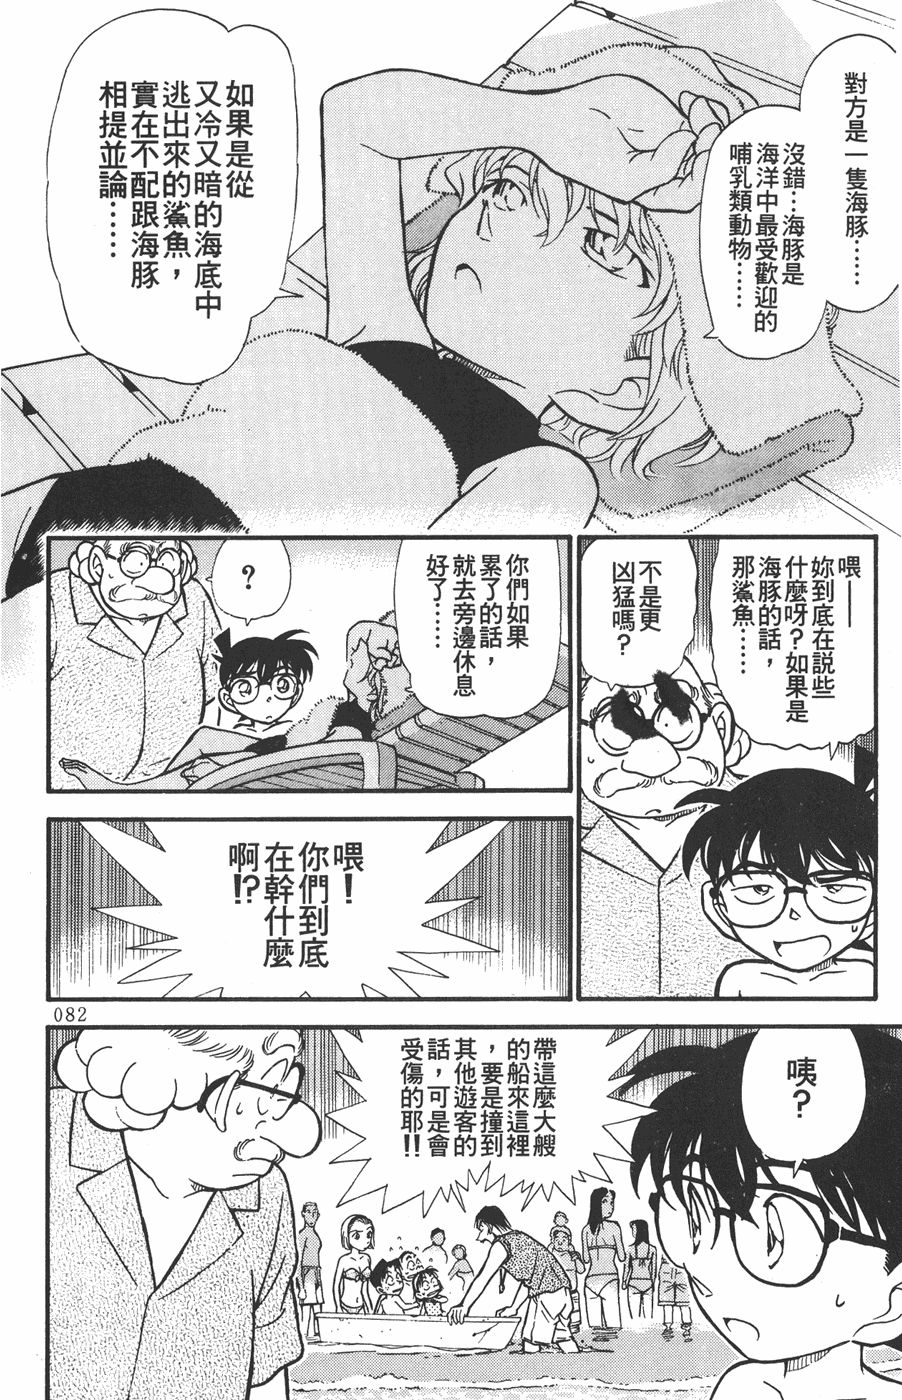 對方是一隻海豚……
沒錯…海豚是
海洋中最受歡迎的
哺乳類動物……
如果是從
又冷又暗的海底中
逃出來的鯊魚，
實在不配跟海豚
相提並論……
喂——
妳到底在說些
什麼呀？如果是
海豚的話，
那鯊魚……
不是更
凶猛嗎？
你們如果
累了的話，
就去旁邊休息
好了……
？
喂！
你們到底
在幹什麼
啊!?
082
咦？
帶這麼大艘
的船來這裡
，要是撞到
其他遊客的
話，可是會
受傷的耶!!